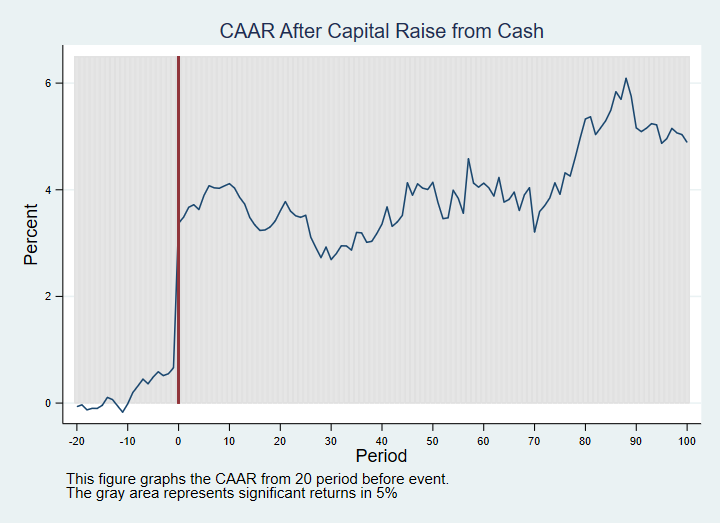 CAAR After Capital Raise from Cash
Percent
6
4
2
0
-20 -10 0 10 20 30 40 50 60 70 80 90 100
Period
This figure graphs the CAAR from 20 period before event.
The gray area represents significant returns in 5%